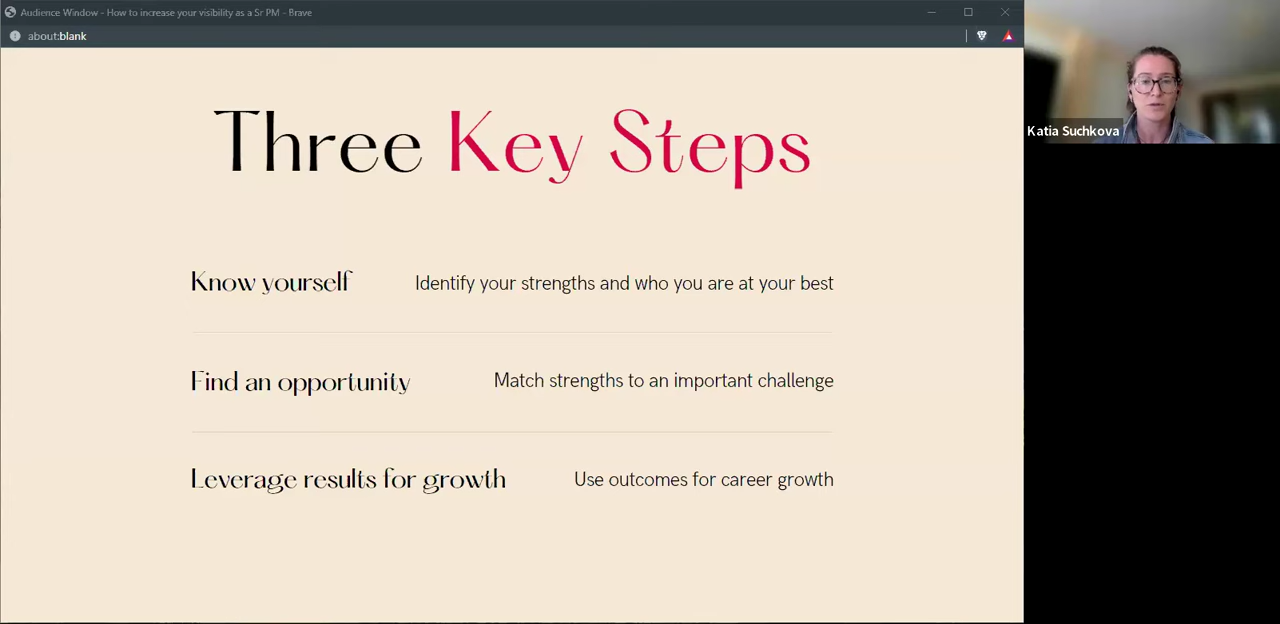 Audience Window - How to increase your visibility as a Sr PM - Brave
about:blank
Three Key Steps
Know yourself Identify your strengths and who you are at your best
Find an opportunity Match strengths to an important challenge
Leverage results for growth Use outcomes for career growth
Katia Suchkova